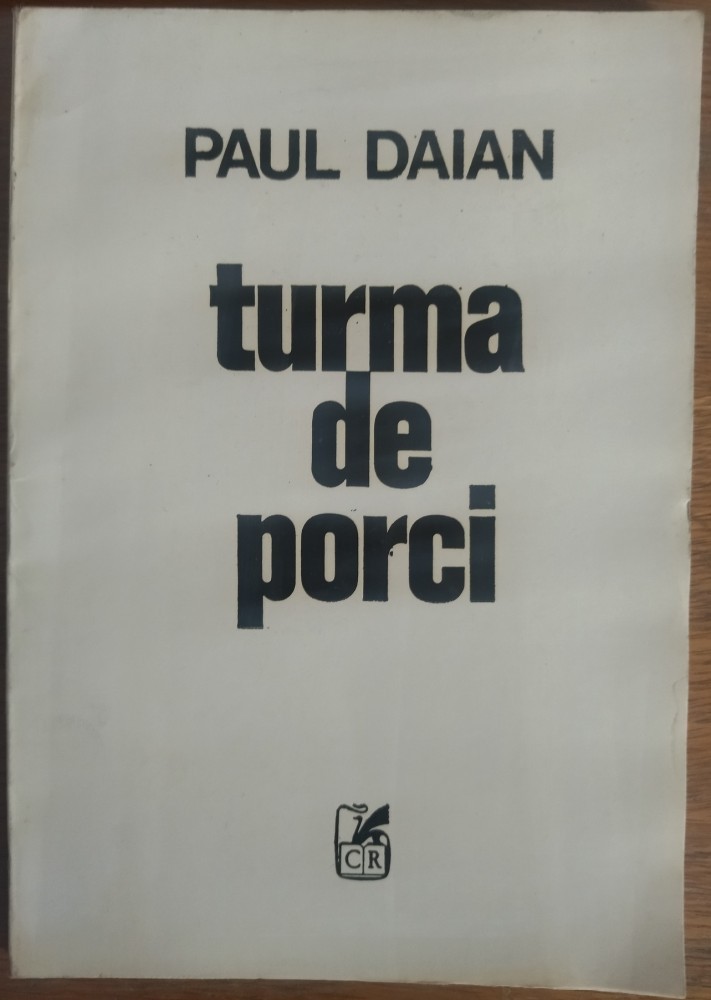 PAUL DAIAN
turma
de
porci
CR